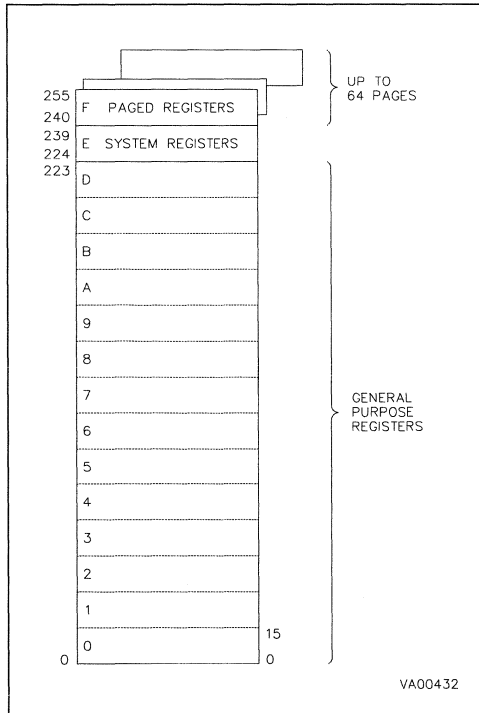 UP TO
64 PAGES
255
F PAGED REGISTERS
240
239
E SYSTEM REGISTERS
224
223
D
C
B
A
9
8
7
GENERAL
PURPOSE
REGISTERS
6
5
4
3
2
1
15
0
0
0
VA00432